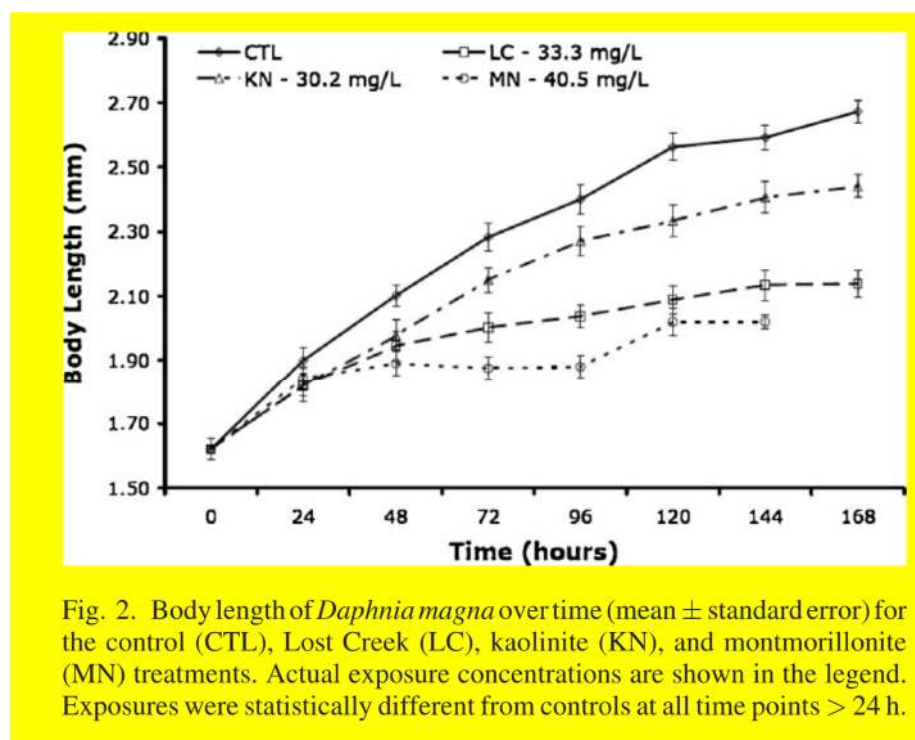 2.90
CTL
LC - 33.3 mg/L
KN - 30.2 mg/L
MN - 40.5 mg/L
2.70
2.50
2.30
2.10
1.90
1.70
1.50
Body Length (mm)
0 24 48 72 96 120 144 168
Time (hours)
Fig. 2. Body length of Daphnia magna over time (mean ± standard error) for
the control (CTL), Lost Creek (LC), kaolinite (KN), and montmorillonite
(MN) treatments. Actual exposure concentrations are shown in the legend.
Exposures were statistically different from controls at all time points > 24 h.